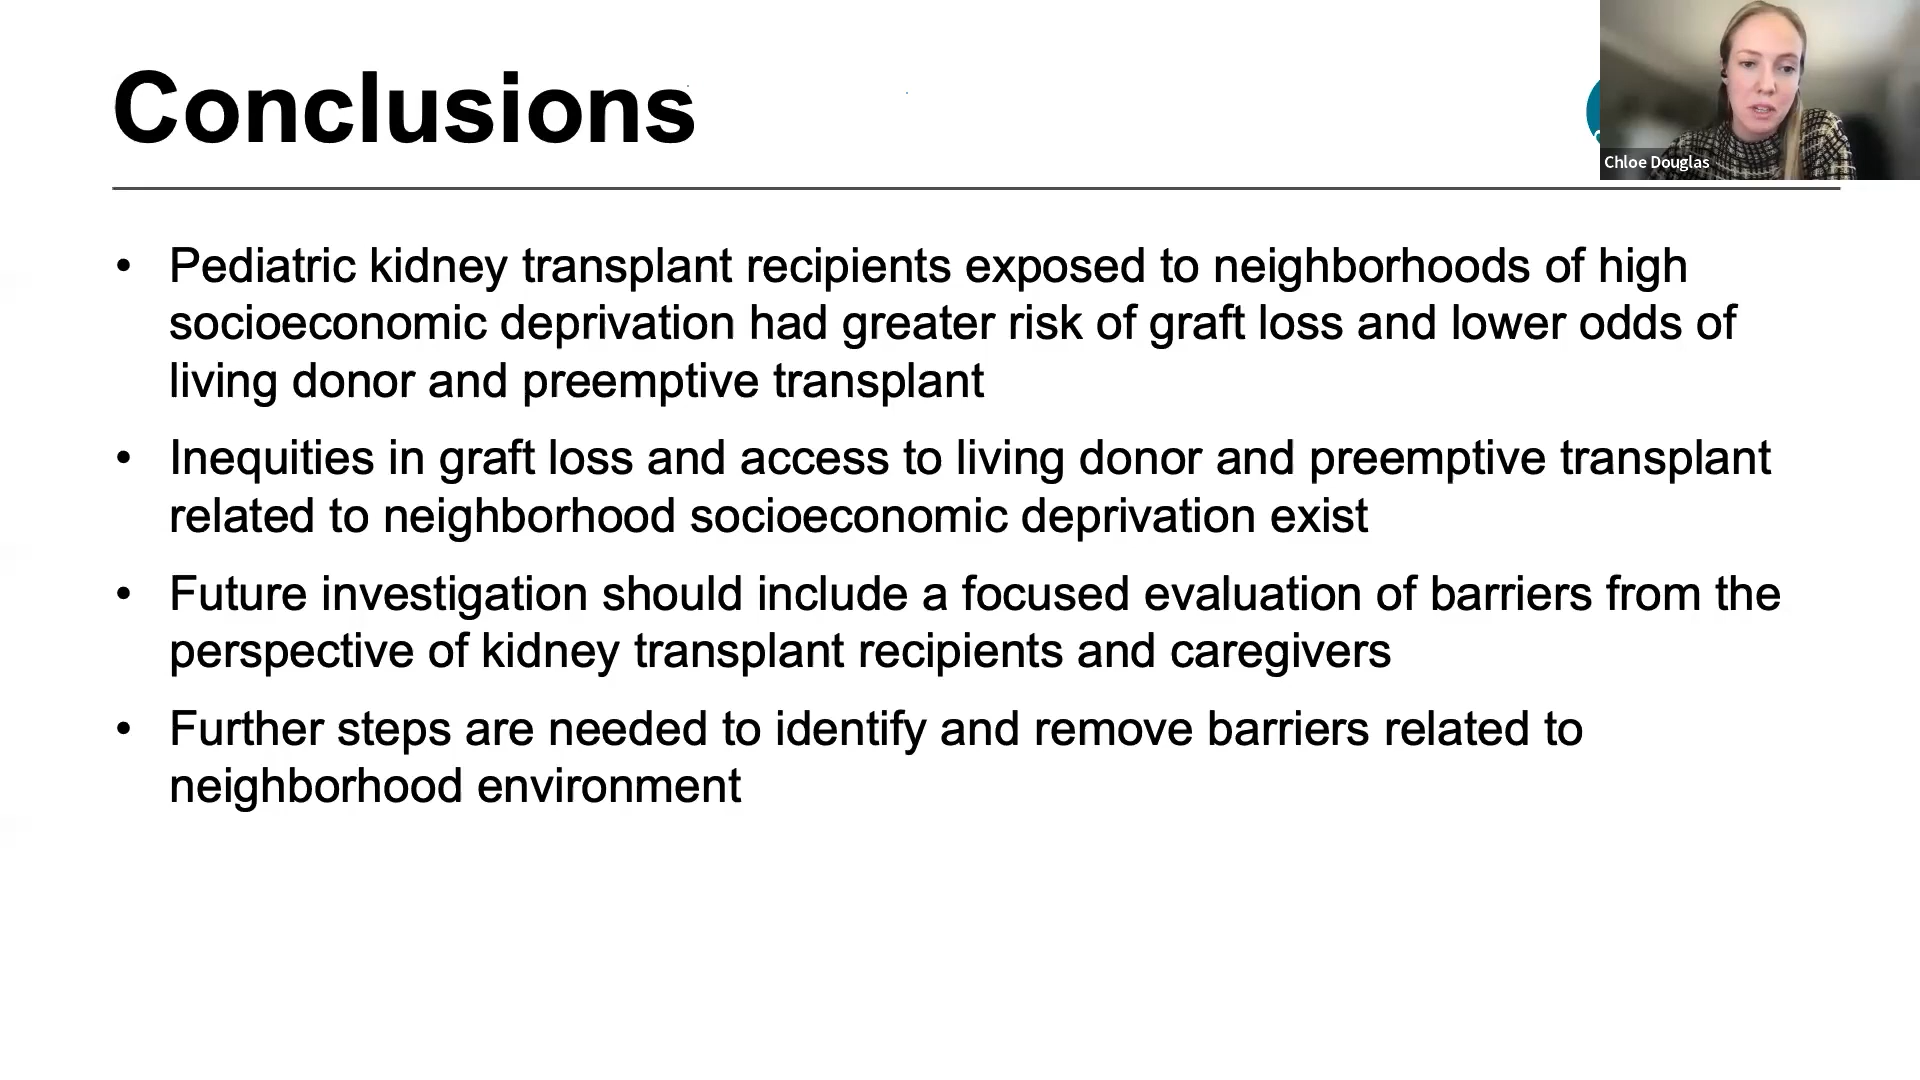 Conclusions
Chloe Douglas
• Pediatric kidney transplant recipients exposed to neighborhoods of high
socioeconomic deprivation had greater risk of graft loss and lower odds of
living donor and preemptive transplant
• Inequities in graft loss and access to living donor and preemptive transplant
related to neighborhood socioeconomic deprivation exist
• Future investigation should include a focused evaluation of barriers from the
perspective of kidney transplant recipients and caregivers
• Further steps are needed to identify and remove barriers related to
neighborhood environment